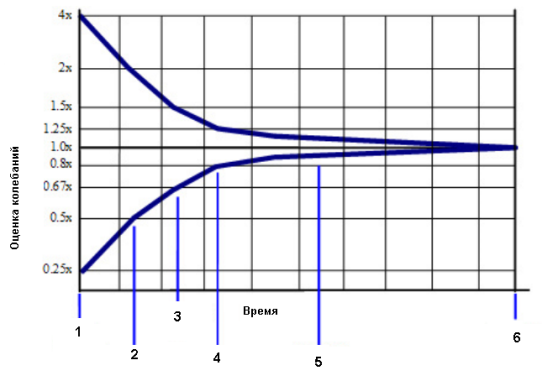 4x
2x
1.5x
1.25x
1.0x
0.8x
0.67x
0.5x
0.25x
Оценка колебаний
Время
1
2
3
4
5
6